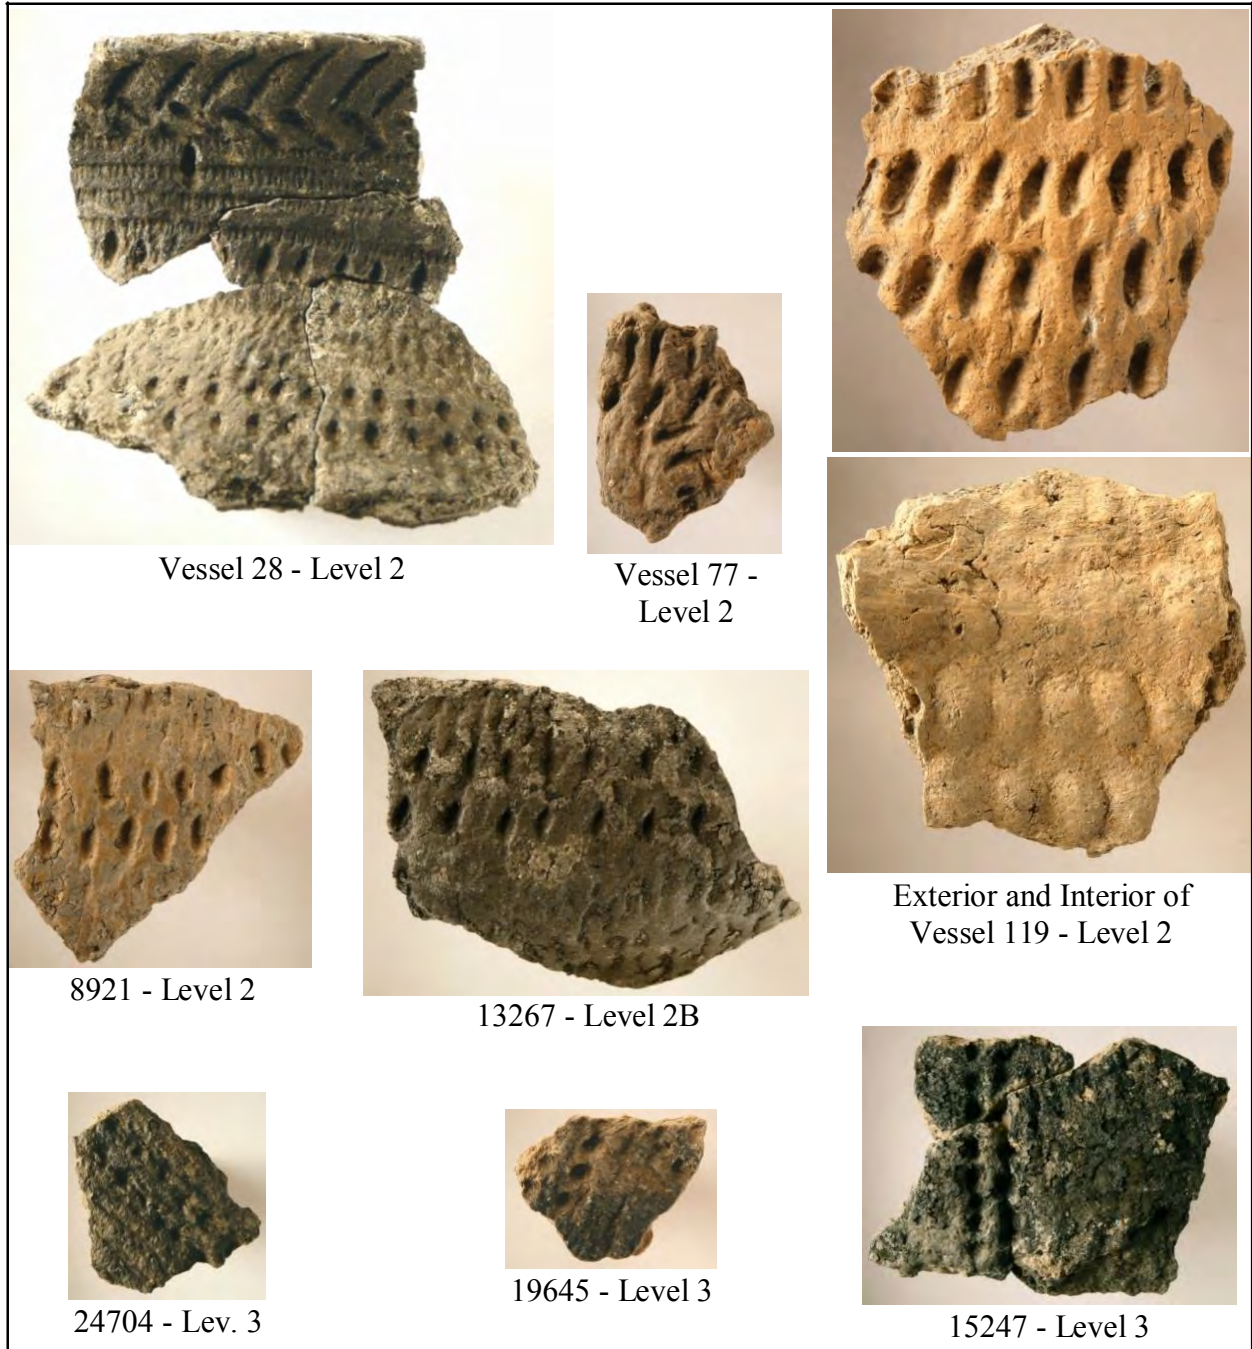 Vessel 28 - Level 2
Vessel 77 -
Level 2
Exterior and Interior of
Vessel 119 - Level 2
8921 - Level 2
13267 - Level 2B
24704 - Lev. 3
19645 - Level 3
15247 - Level 3